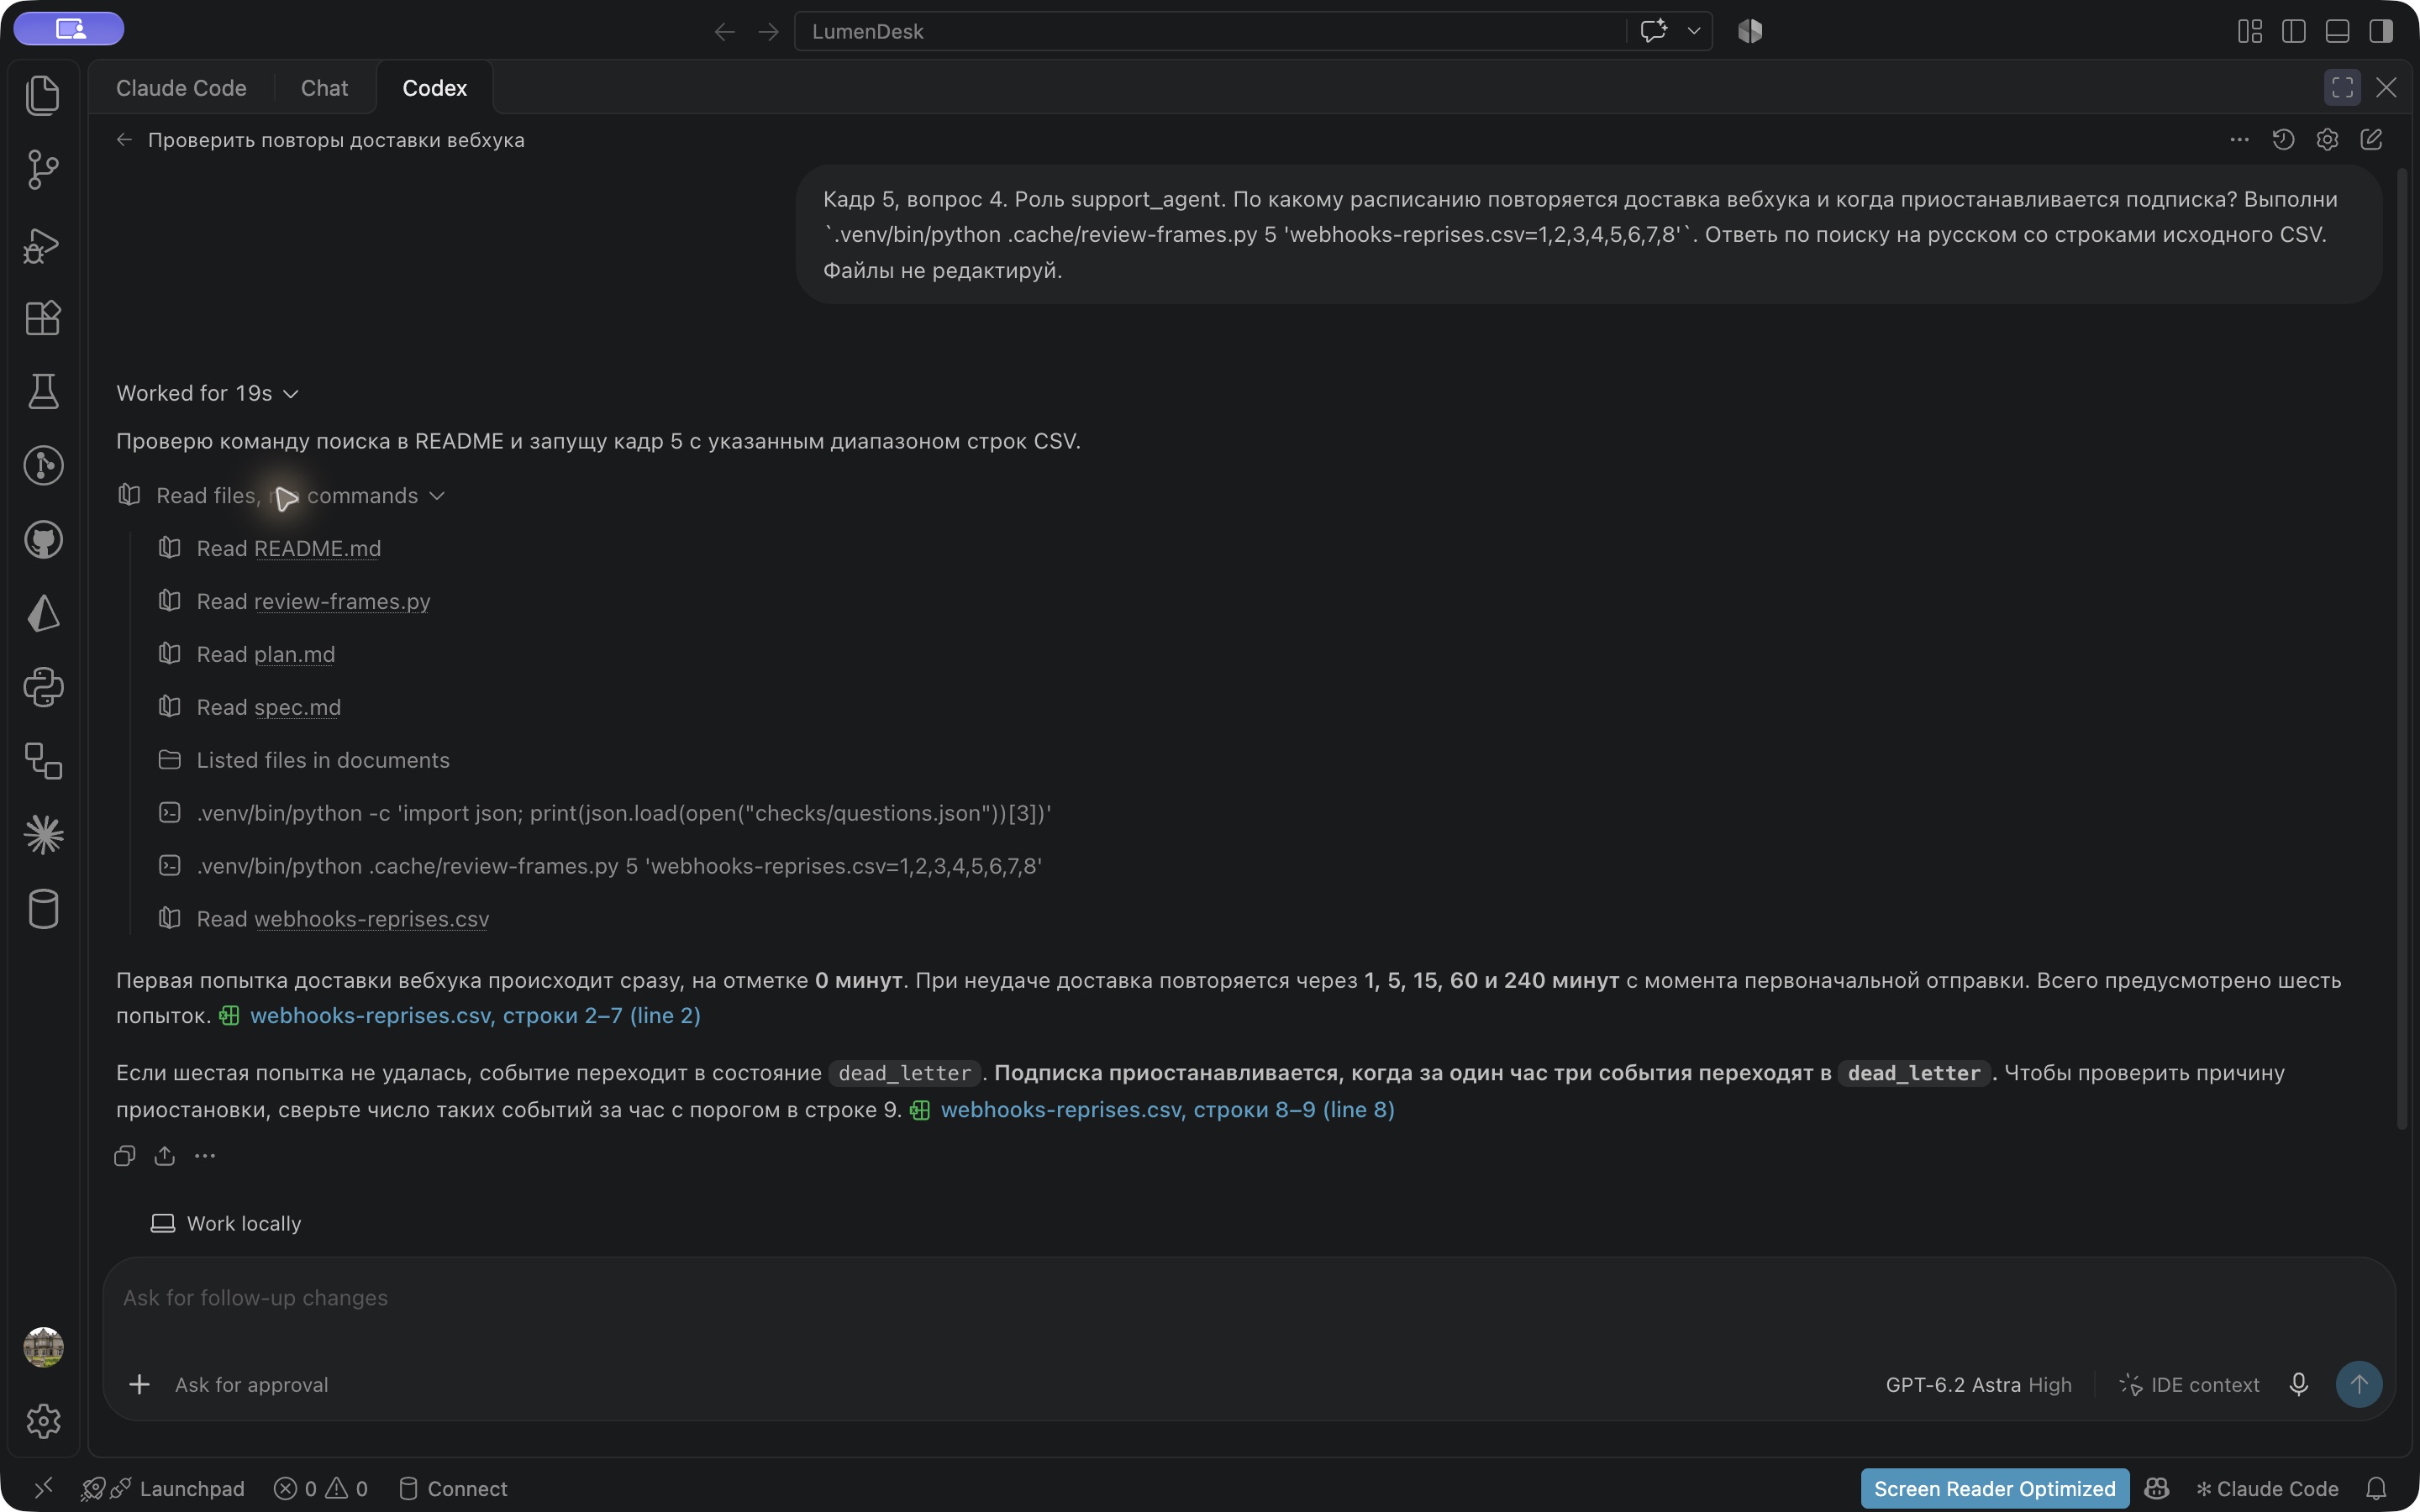 LumenDesk
Claude Code
Chat
Codex
Проверить повторы доставки вебхука
Кадр 5, вопрос 4. Роль support_agent. По какому расписанию повторяется доставка вебхука и когда приостанавливается подписка? Выполни
`.venv/bin/python .cache/review-frames.py 5 'webhooks-reprises.csv=1,2,3,4,5,6,7,8'`. Ответь по поиску на русском со строками исходного CSV.
Файлы не редактируй.
Worked for 19s
Проверю команду поиска в README и запущу кадр 5 с указанным диапазоном строк CSV.
Read files, commands
Read README.md
Read review-frames.py
Read plan.md
Read spec.md
Listed files in documents
.venv/bin/python -c 'import json; print(json.load(open("checks/questions.json"))[3])'
.venv/bin/python .cache/review-frames.py 5 'webhooks-reprises.csv=1,2,3,4,5,6,7,8'
Read webhooks-reprises.csv
Первая попытка доставки вебхука происходит сразу, на отметке 0 минут. При неудаче доставка повторяется через 1, 5, 15, 60 и 240 минут с момента первоначальной отправки. Всего предусмотрено шесть
попыток. webhooks-reprises.csv, строки 2–7 (line 2)
Если шестая попытка не удалась, событие переходит в состояние dead_letter. Подписка приостанавливается, когда за один час три события переходят в dead_letter. Чтобы проверить причину
приостановки, сверьте число таких событий за час с порогом в строке 9. webhooks-reprises.csv, строки 8–9 (line 8)
Work locally
Ask for follow-up changes
Ask for approval
GPT-6.2 Astra High
IDE context
Launchpad
0
0
Connect
Screen Reader Optimized
Claude Code